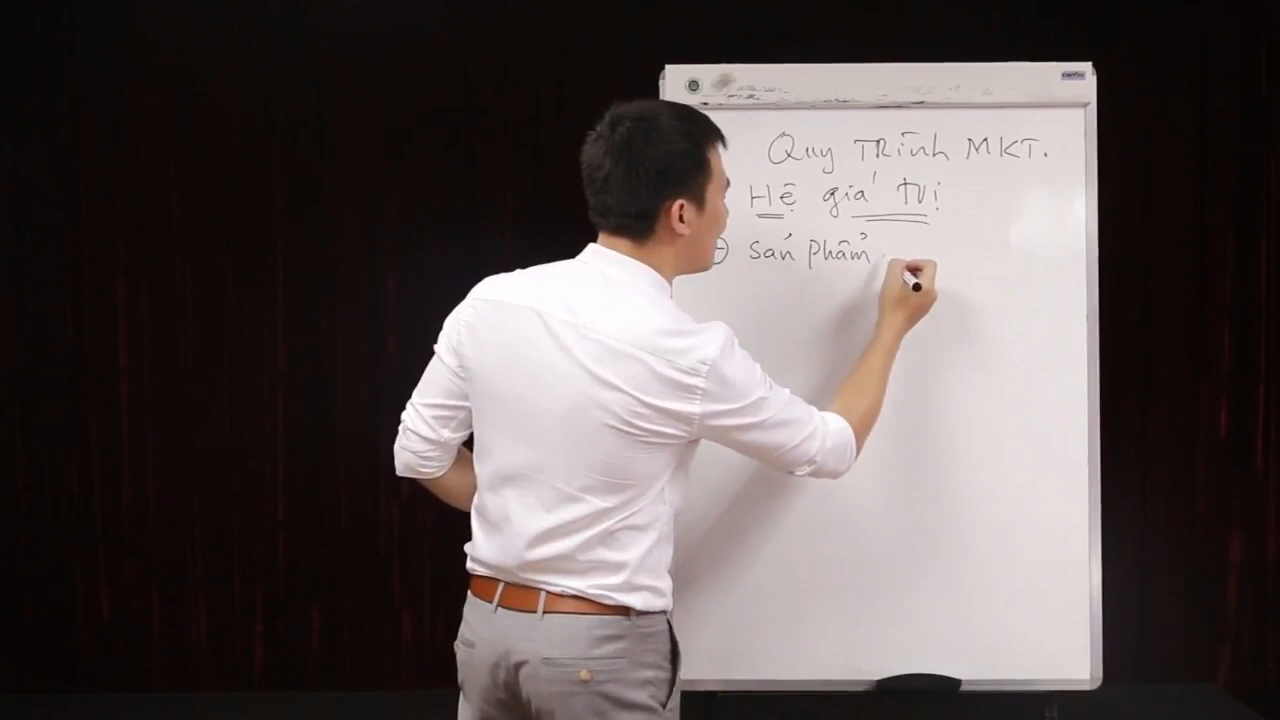 Quy TRình MKT.
Hệ giá trị
sản phẩm.